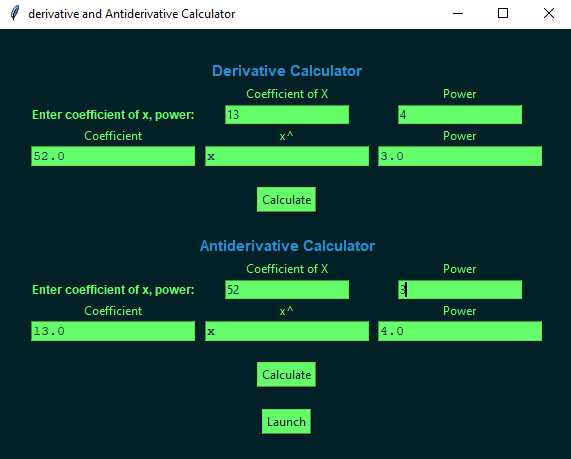 derivative and Antiderivative Calculator
Derivative Calculator
Coefficient of X Power
Enter coefficient of x, power: 13 4
Coefficient x^ Power
52.0 x 3.0
Calculate
Antiderivative Calculator
Coefficient of X Power
Enter coefficient of x, power: 52 3
Coefficient x^ Power
13.0 x 4.0
Calculate
Launch